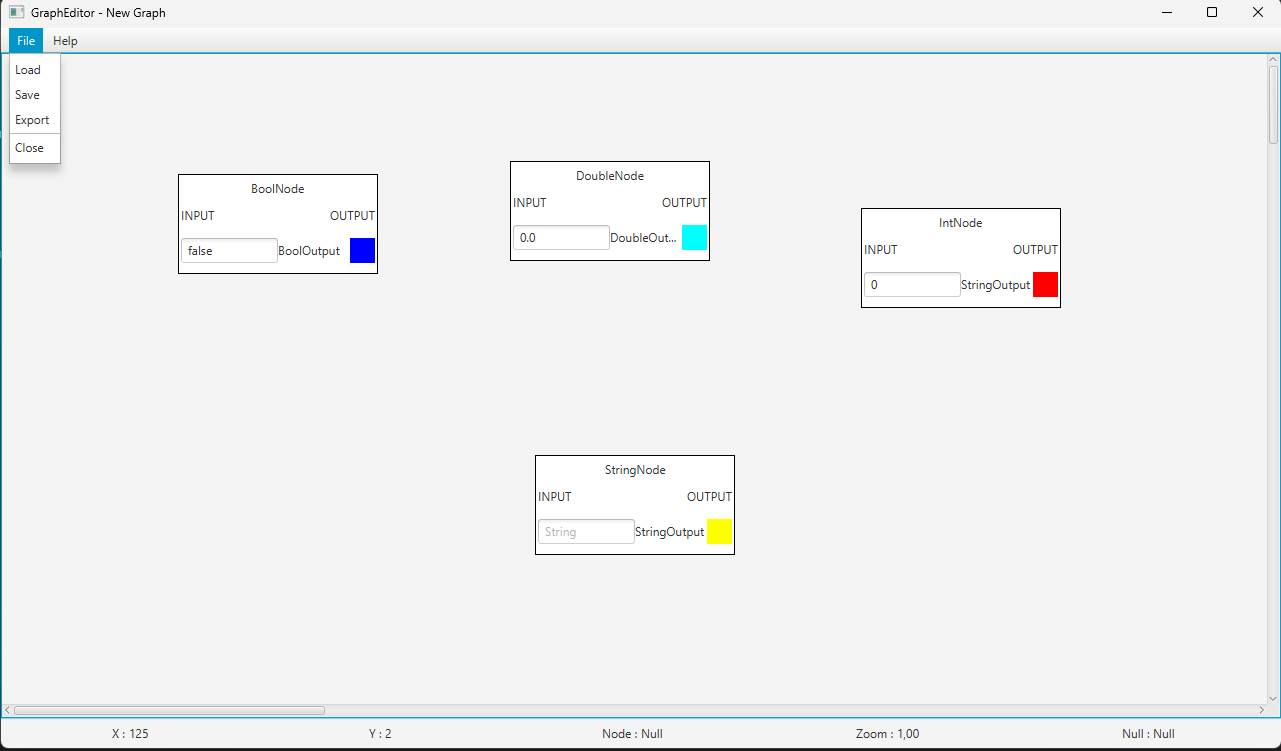 GraphEditor - New Graph
File Help
Load
Save
Export
Close
BoolNode
INPUT OUTPUT
false BoolOutput
DoubleNode
INPUT OUTPUT
0.0 DoubleOut...
IntNode
INPUT OUTPUT
0 StringOutput
StringNode
INPUT OUTPUT
String StringOutput
X : 125 Y : 2 Node : Null Zoom : 1,00 Null : Null